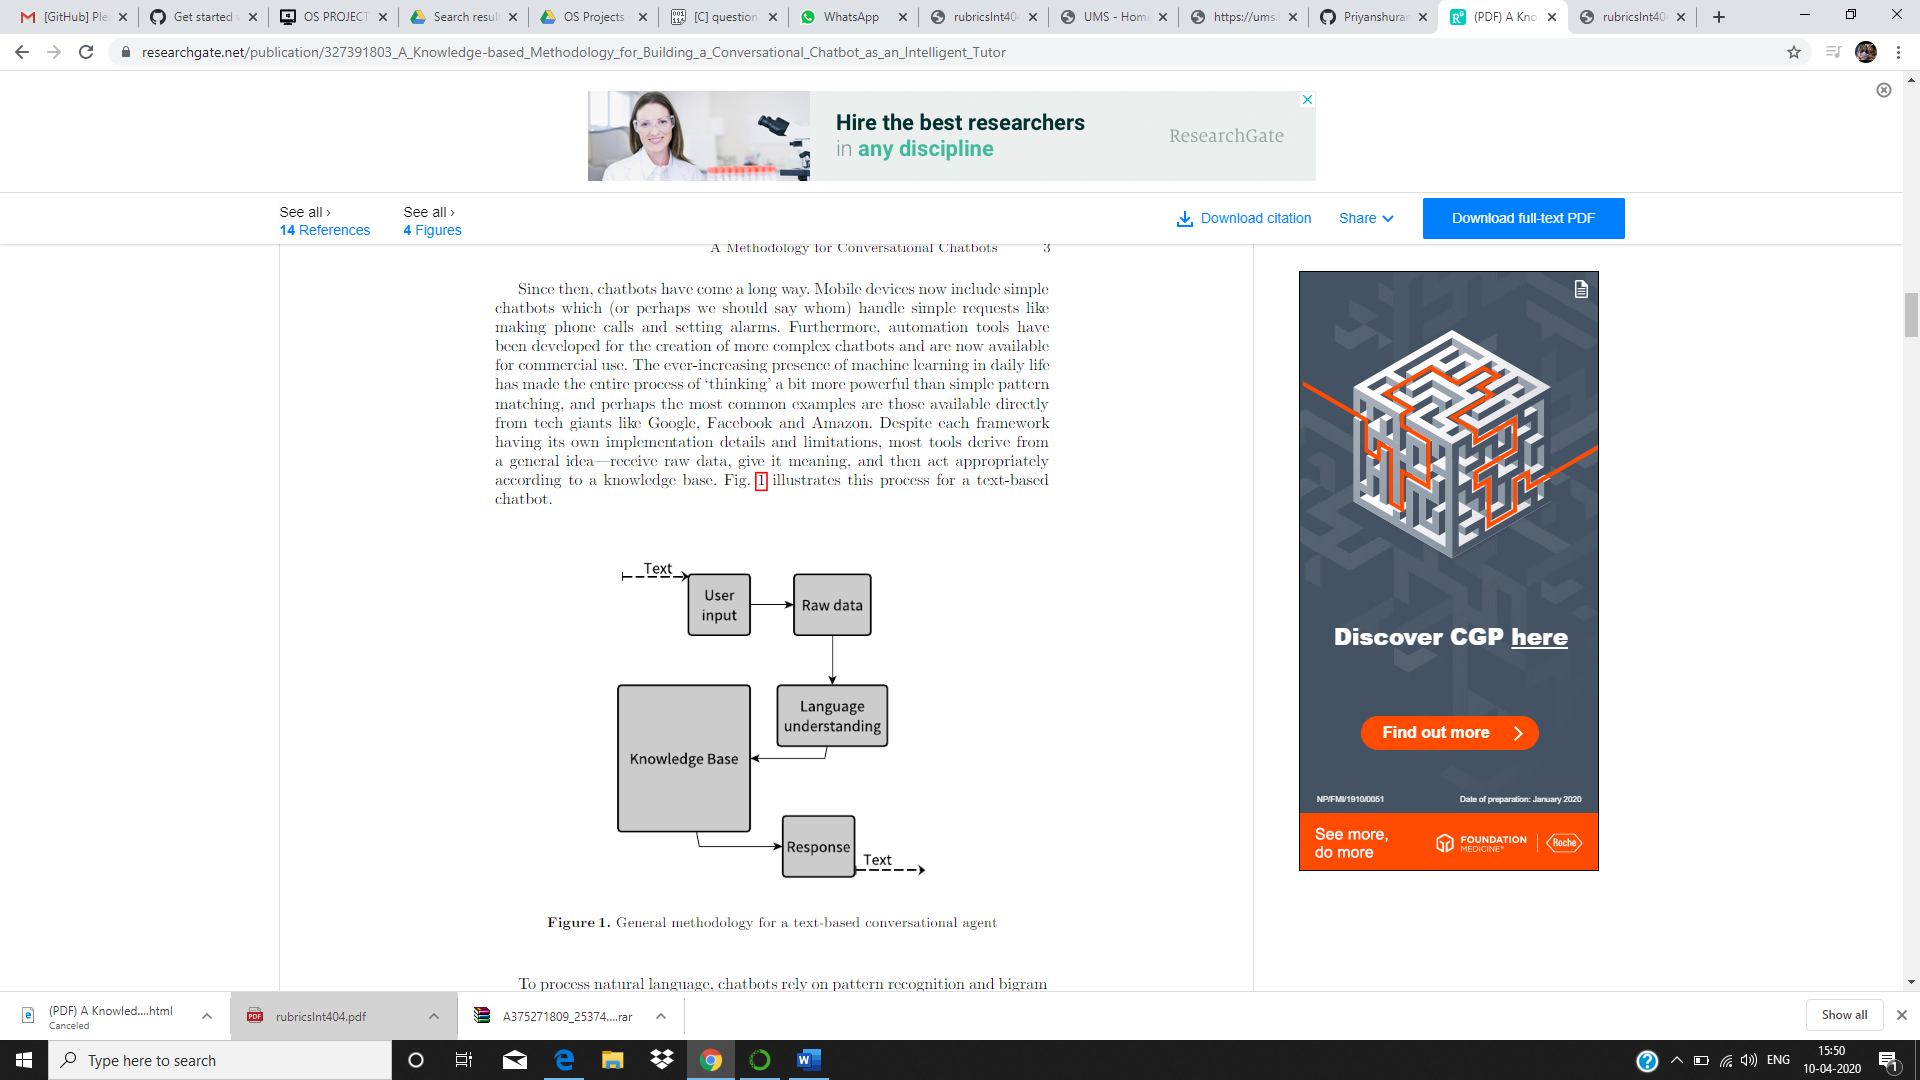 [GitHub] Ple
Get started
OS PROJECT
Search resul
OS Projects
[C] question
WhatsApp
rubricsInt40
UMS - Hom
https://ums.
Priyanshurar
(PDF) A Kno
rubricsInt40
researchgate.net/publication/327391803_A_Knowledge-based_Methodology_for_Building_a_Conversational_Chatbot_as_an_Intelligent_Tutor
Hire the best researchers
in any discipline
ResearchGate
See all ›
14 References
See all ›
4 Figures
Download citation
Share
Download full-text PDF
A Methodology for Conversational Chatbots 3
Since then, chatbots have come a long way. Mobile devices now include simple
chatbots which (or perhaps we should say whom) handle simple requests like
making phone calls and setting alarms. Furthermore, automation tools have
been developed for the creation of more complex chatbots and are now available
for commercial use. The ever-increasing presence of machine learning in daily life
has made the entire process of ‘thinking’ a bit more powerful than simple pattern
matching, and perhaps the most common examples are those available directly
from tech giants like Google, Facebook and Amazon. Despite each framework
having its own implementation details and limitations, most tools derive from
a general idea—receive raw data, give it meaning, and then act appropriately
according to a knowledge base. Fig. 1 illustrates this process for a text-based
chatbot.
Text
User
input
Raw data
Language
understanding
Knowledge Base
Response
Text
Figure 1. General methodology for a text-based conversational agent
To process natural language, chatbots rely on pattern recognition and bigram
Discover CGP here
Find out more
NP/FMI/1910/0051
Date of preparation: January 2020
See more,
do more
FOUNDATION
MEDICINE®
Roche
(PDF) A Knowled....html
Canceled
rubricsInt404.pdf
PDF
A375271809_25374....rar
Show all
Type here to search
ENG
15:50
10-04-2020
1